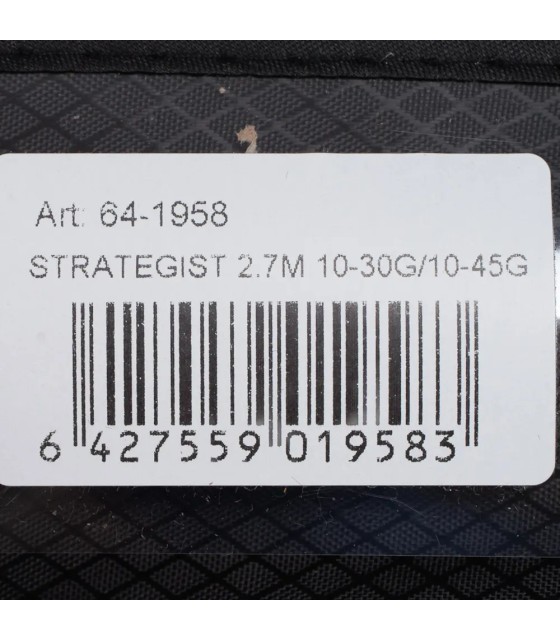 Art: 64-1958
STRATEGIST 2.7M 10-30G/10-45G
6 427559 019583